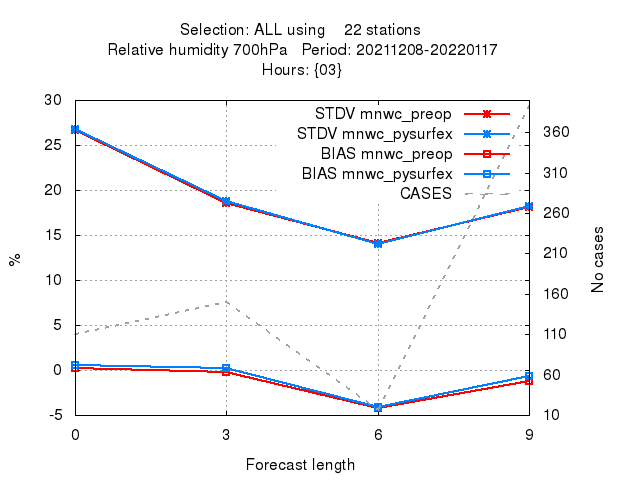 Selection: ALL using 22 stations
Relative humidity 700hPa Period: 20211208-20220117
Hours: {03}
STDV mnwc_preop
STDV mnwc_pysurfex
BIAS mnwc_preop
BIAS mnwc_pysurfex
CASES
30
25
20
15
10
5
0
-5
%
360
310
260
210
160
110
60
10
No cases
0 3 6 9
Forecast length